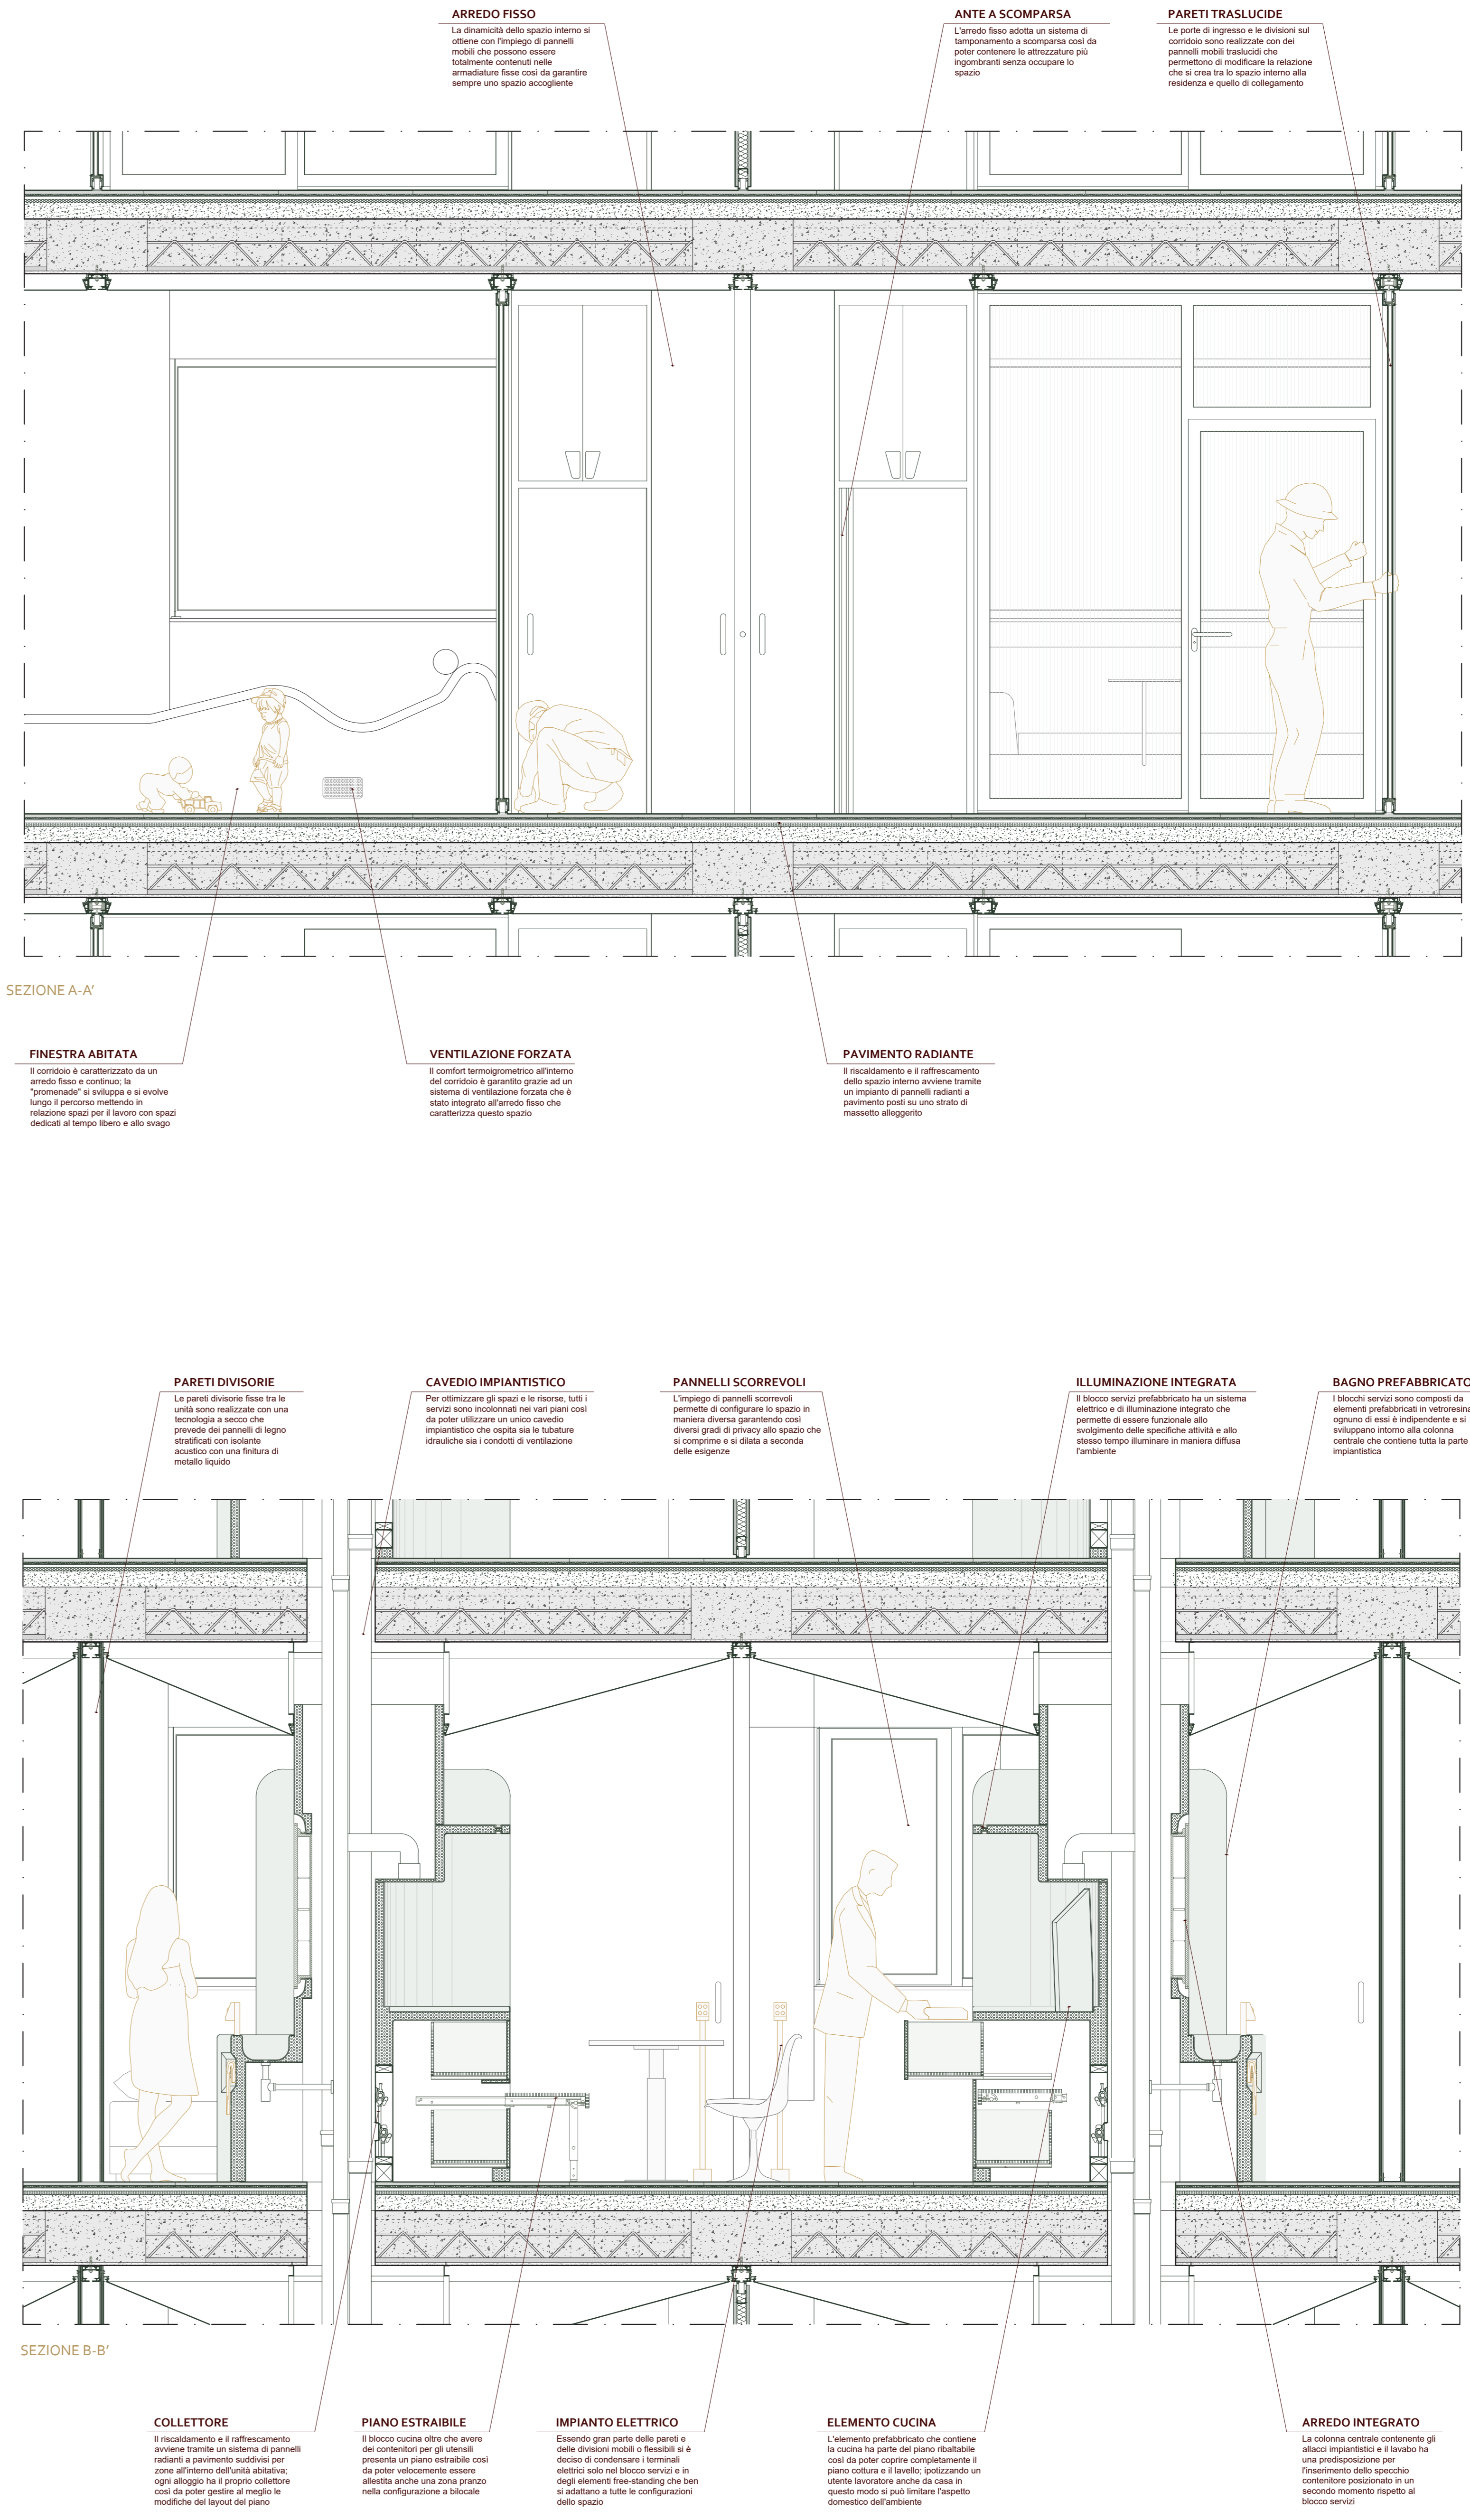 ARREDO FISSO
La dinamicità dello spazio interno si
ottiene con l'impiego di pannelli
mobili che possono essere
totalmente contenuti nelle
armadiature fisse così da garantire
sempre uno spazio accogliente
ANTE A SCOMPARSA
L'arredo fisso adotta un sistema di
tamponamento a scomparsa così da
poter contenere le attrezzature più
ingombranti senza occupare lo
spazio
PARETI TRASLUCIDE
Le porte di ingresso e le divisioni sul
corridoio sono realizzate con dei
pannelli mobili traslucidi che
permettono di modificare la relazione
che si crea tra lo spazio interno alla
residenza e quello di collegamento
SEZIONE A-A'
FINESTRA ABITATA
Il corridoio è caratterizzato da un
arredo fisso e continuo; la
"promenade" si sviluppa e si evolve
lungo il percorso mettendo in
relazione spazi per il lavoro con spazi
dedicati al tempo libero e allo svago
VENTILAZIONE FORZATA
Il comfort termoigrometrico all'interno
del corridoio è garantito grazie ad un
sistema di ventilazione forzata che è
stato integrato all'arredo fisso che
caratterizza questo spazio
PAVIMENTO RADIANTE
Il riscaldamento e il raffrescamento
dello spazio interno avviene tramite
un impianto di pannelli radianti a
pavimento posti su uno strato di
massetto alleggerito
PARETI DIVISORIE
Le pareti divisorie fisse tra le
unità sono realizzate con una
tecnologia a secco che
prevede dei pannelli di legno
stratificati con isolante
acustico con una finitura di
metallo liquido
CAVEDIO IMPIANTISTICO
Per ottimizzare gli spazi e le risorse, tutti i
servizi sono incolonnati nei vari piani così
da poter utilizzare un unico cavedio
impiantistico che ospita sia le tubature
idrauliche sia i condotti di ventilazione
PANNELLI SCORREVOLI
L'impiego di pannelli scorrevoli
permette di configurare lo spazio in
maniera diversa garantendo così
diversi gradi di privacy allo spazio che
si comprime e si dilata a seconda
delle esigenze
ILLUMINAZIONE INTEGRATA
Il blocco servizi prefabbricato ha un sistema
elettrico e di illuminazione integrato che
permette di essere funzionale allo
svolgimento delle specifiche attività e allo
stesso tempo illuminare in maniera diffusa
l'ambiente
BAGNO PREFABBRICATO
I blocchi servizi sono composti da
elementi prefabbricati in vetroresina
ognuno di essi è indipendente e si
sviluppano intorno alla colonna
centrale che contiene tutta la parte
impiantistica
SEZIONE B-B'
COLLETTORE
Il riscaldamento e il raffrescamento
avviene tramite un sistema di pannelli
radianti a pavimento suddivisi per
zone all'interno dell'unità abitativa;
ogni alloggio ha il proprio collettore
così da poter gestire al meglio le
modifiche del layout del piano
PIANO ESTRAIBILE
Il blocco cucina oltre che avere
dei contenitori per gli utensili
presenta un piano estraibile così
da poter velocemente essere
allestita anche una zona pranzo
nella configurazione a bilocale
IMPIANTO ELETTRICO
Essendo gran parte delle pareti e
delle divisioni mobili o flessibili si è
deciso di condensare i terminali
elettrici solo nel blocco servizi e in
degli elementi free-standing che ben
si adattano a tutte le configurazioni
dello spazio
ELEMENTO CUCINA
L'elemento prefabbricato che contiene
la cucina ha parte del piano ribaltabile
così da poter coprire completamente il
piano cottura e il lavello; ipotizzando un
utente lavoratore anche da casa in
questo modo si può limitare l'aspetto
domestico dell'ambiente
ARREDO INTEGRATO
La colonna centrale contenente gli
allacci impiantistici e il lavabo ha
una predisposizione per
l'inserimento dello specchio
contenitore posizionato in un
secondo momento rispetto al
blocco servizi